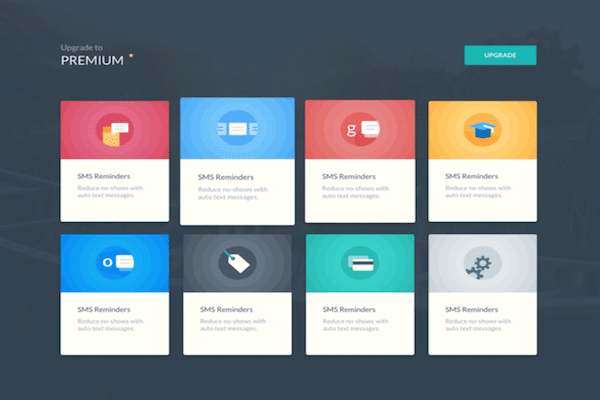 Upgrade to
PREMIUM
UPGRADE
SMS Reminders
Reduce no-shows with
auto text messages.
SMS Reminders
Reduce no-shows with
auto text messages.
g
SMS Reminders
Reduce no-shows with
auto text messages.
SMS Reminders
Reduce no-shows with
auto text messages.
o
SMS Reminders
Reduce no-shows with
auto text messages.
SMS Reminders
Reduce no-shows with
auto text messages.
SMS Reminders
Reduce no-shows with
auto text messages.
SMS Reminders
Reduce no-shows with
auto text messages.